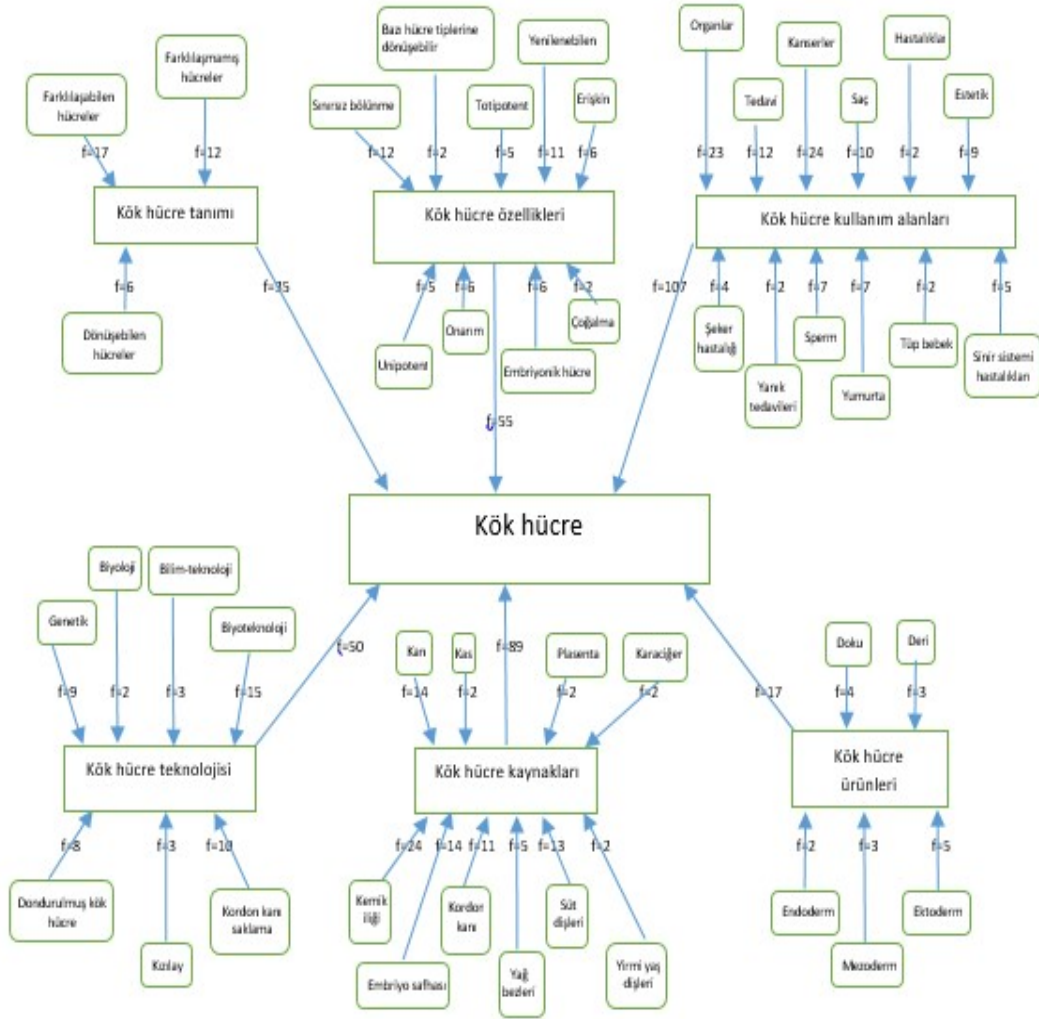 Organlar
Kanserler
Hastalıklar
Tedavi
Saç
Estetik
f=23
f=12
f=24
f=10
f=2
f=9
Kök hücre kullanım alanları
f=4
f=2
f=7
f=7
f=2
f=5
Şeker
hastalığı
Yanık
tedavileri
Sperm
Yumurta
Tüp bebek
Sinir sistemi
hastalıkları
f=107
Bazı hücre tiplerine
dönüşebilir
Yenilenebilen
Sınırsız bölünme
Totipotent
Erişkin
f=12
f=2
f=5
f=11
f=6
Kök hücre özellikleri
f=5
f=6
f=6
f=2
Unipotent
Onarım
Embriyonik hücre
Çoğalma
f=55
Farklılaşmamış
hücreler
Farklılaşabilen
hücreler
f=17
f=12
Kök hücre tanımı
f=6
Dönüşebilen
hücreler
f=35
Kök hücre
Biyoloji
Bilim-teknoloji
Genetik
Biyoteknoloji
f=9
f=2
f=3
f=15
f=50
Kök hücre teknolojisi
f=8
f=3
f=10
Dondurulmuş kök
hücre
Kızılay
Kordon kanı
saklama
Kan
Kas
Plasenta
Karaciğer
f=14
f=2
f=2
f=2
f=89
Kök hücre kaynakları
f=24
f=14
f=11
f=5
f=13
f=2
Kemik
iliği
Embriyo safhası
Kordon
kanı
Yağ
bezleri
Süt
dişleri
Yirmi yaş
dişleri
Doku
Deri
f=4
f=3
f=17
Kök hücre
ürünleri
f=2
f=3
f=5
Endoderm
Mezoderm
Ektoderm